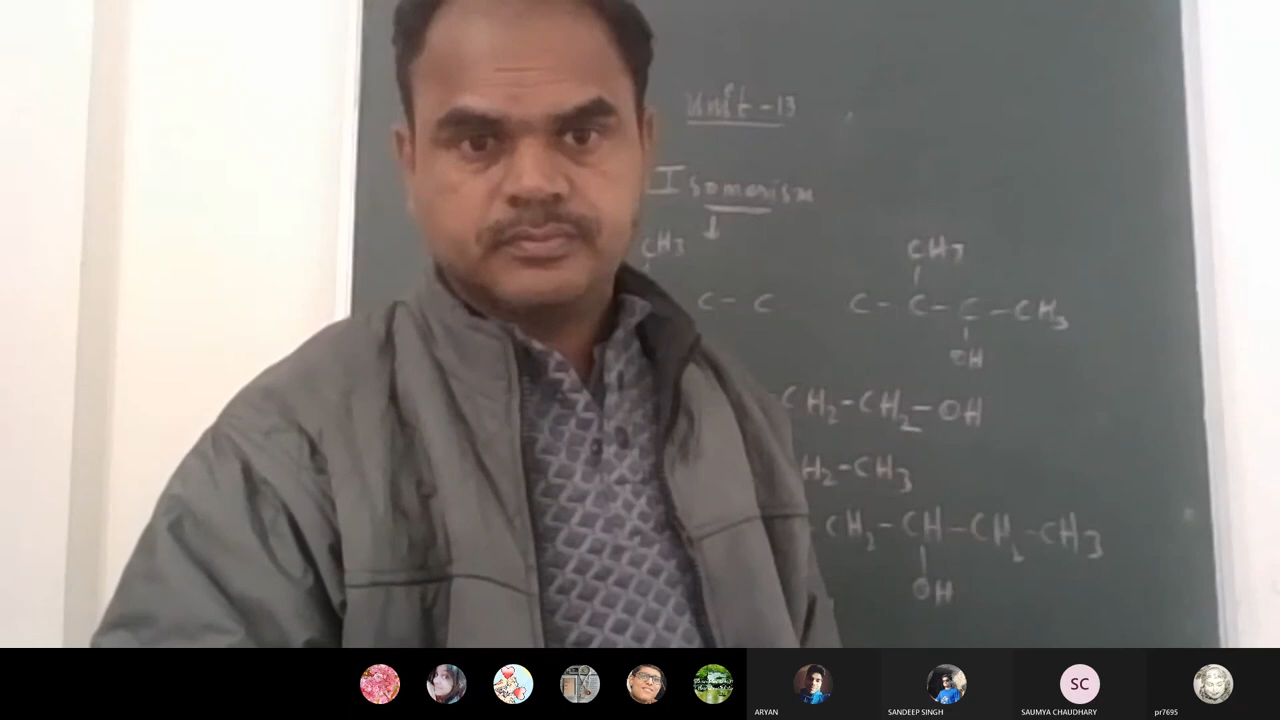 Unit-13
Isomerism
CH3 CH3
C - C C - C - C - CH3
OH
CH2-CH2-OH
H2-CH3
CH2-CH-CH2-CH3
OH
SC
ARYAN SANDEEP SINGH SAUMYA CHAUDHARY pr7695